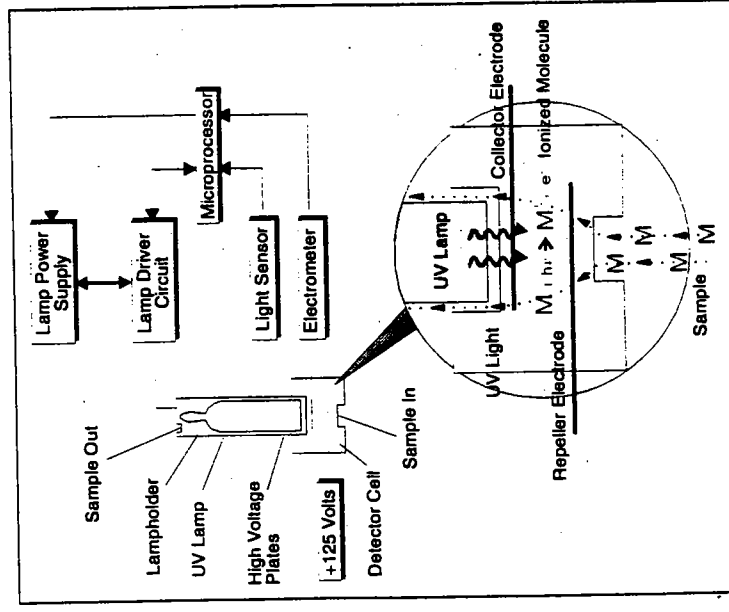 Lamp Power
Supply
Lamp Driver
Circuit
Microprocessor
Light Sensor
Electrometer
Sample Out
Lampholder
UV Lamp
High Voltage
Plates
+125 Volts
Detector Cell
Sample In
UV Lamp
UV Light
Collector Electrode
M + hν → M+ e- Ionized Molecule
Repeller Electrode
M
M
M
M
Sample